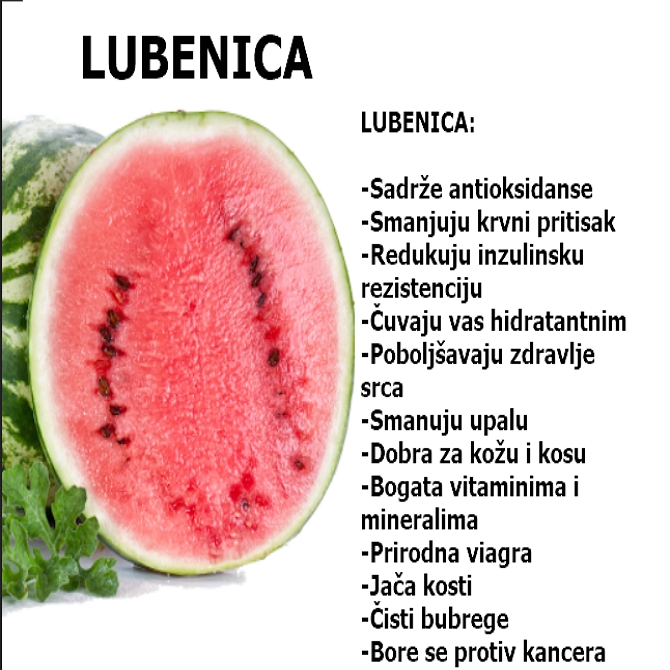 LUBENICA
LUBENICA:
-Sadrže antioksidanse
-Smanjuju krvni pritisak
-Redukuju inzulinsku
rezistenciju
-Čuvaju vas hidratantnim
-Poboljšavaju zdravlje
srca
-Smanuju upalu
-Dobra za kožu i kosu
-Bogata vitaminima i
mineralima
-Prirodna viagra
-Jača kosti
-Čisti bubrege
-Bore se protiv kancera